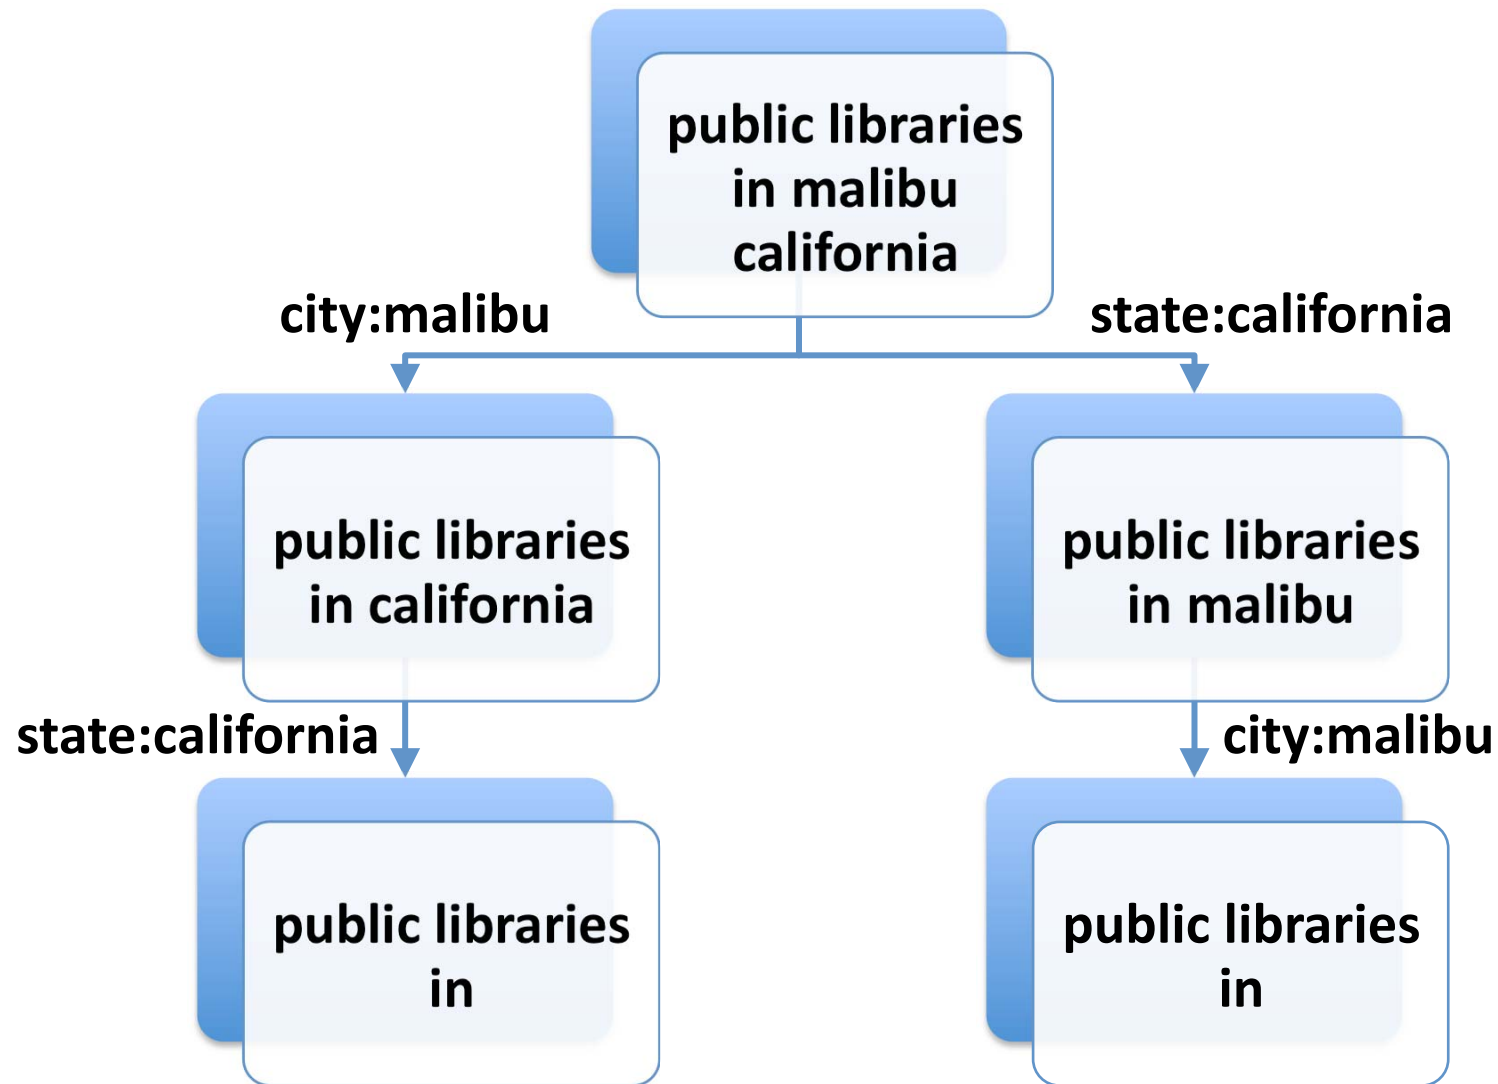 public libraries
in malibu
california
city:malibu
state:california
public libraries
in california
public libraries
in malibu
state:california
city:malibu
public libraries
in
public libraries
in